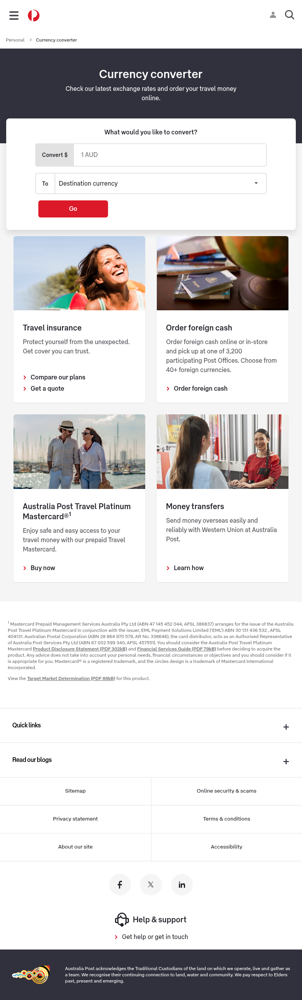 Personal > Currency converter
Currency converter
Check our latest exchange rates and order your travel money
online.
What would you like to convert?
Convert $ 1 AUD
To Destination currency
Go
Travel insurance
Protect yourself from the unexpected.
Get cover you can trust.
Compare our plans
Get a quote
Order foreign cash
Order foreign cash online or in-store
and pick up at one of 3,200
participating Post Offices. Choose from
40+ foreign currencies.
Order foreign cash
Australia Post Travel Platinum
Mastercard®¹
Enjoy safe and easy access to your
travel money with our prepaid Travel
Mastercard.
Buy now
Money transfers
Send money overseas easily and
reliably with Western Union at Australia
Post.
Learn how
¹ Mastercard Prepaid Management Services Australia Pty Ltd (ABN 47 145 452 044, AFSL 386837) arranges for the issue of the Australia
Post Travel Platinum Mastercard in conjunction with the issuer, EML Payment Solutions Limited ('EML') ABN 30 131 436 532 , AFSL
404131. Australian Postal Corporation (ABN 28 864 970 579, AR No. 338646), the card distributor, acts as an Authorised Representative
of Australia Post Services Pty Ltd (ABN 67 002 599 340, AFSL 457551). You should consider the Australia Post Travel Platinum
Mastercard Product Disclosure Statement (PDF 302kB) and Financial Services Guide (PDF 79kB) before deciding to acquire the
product. Any advice does not take into account your personal needs, financial circumstances or objectives and you should consider if it
is appropriate for you. Mastercard® is a registered trademark, and the circles design is a trademark of Mastercard International
Incorporated.
View the Target Market Determination (PDF 88kB) for this product.
Quick links
Read our blogs
Sitemap
Online security & scams
Privacy statement
Terms & conditions
About our site
Accessibility
Help & support
Get help or get in touch
Australia Post acknowledges the Traditional Custodians of the land on which we operate, live and gather as
a team. We recognise their continuing connection to land, water and community. We pay respect to Elders
past, present and emerging.